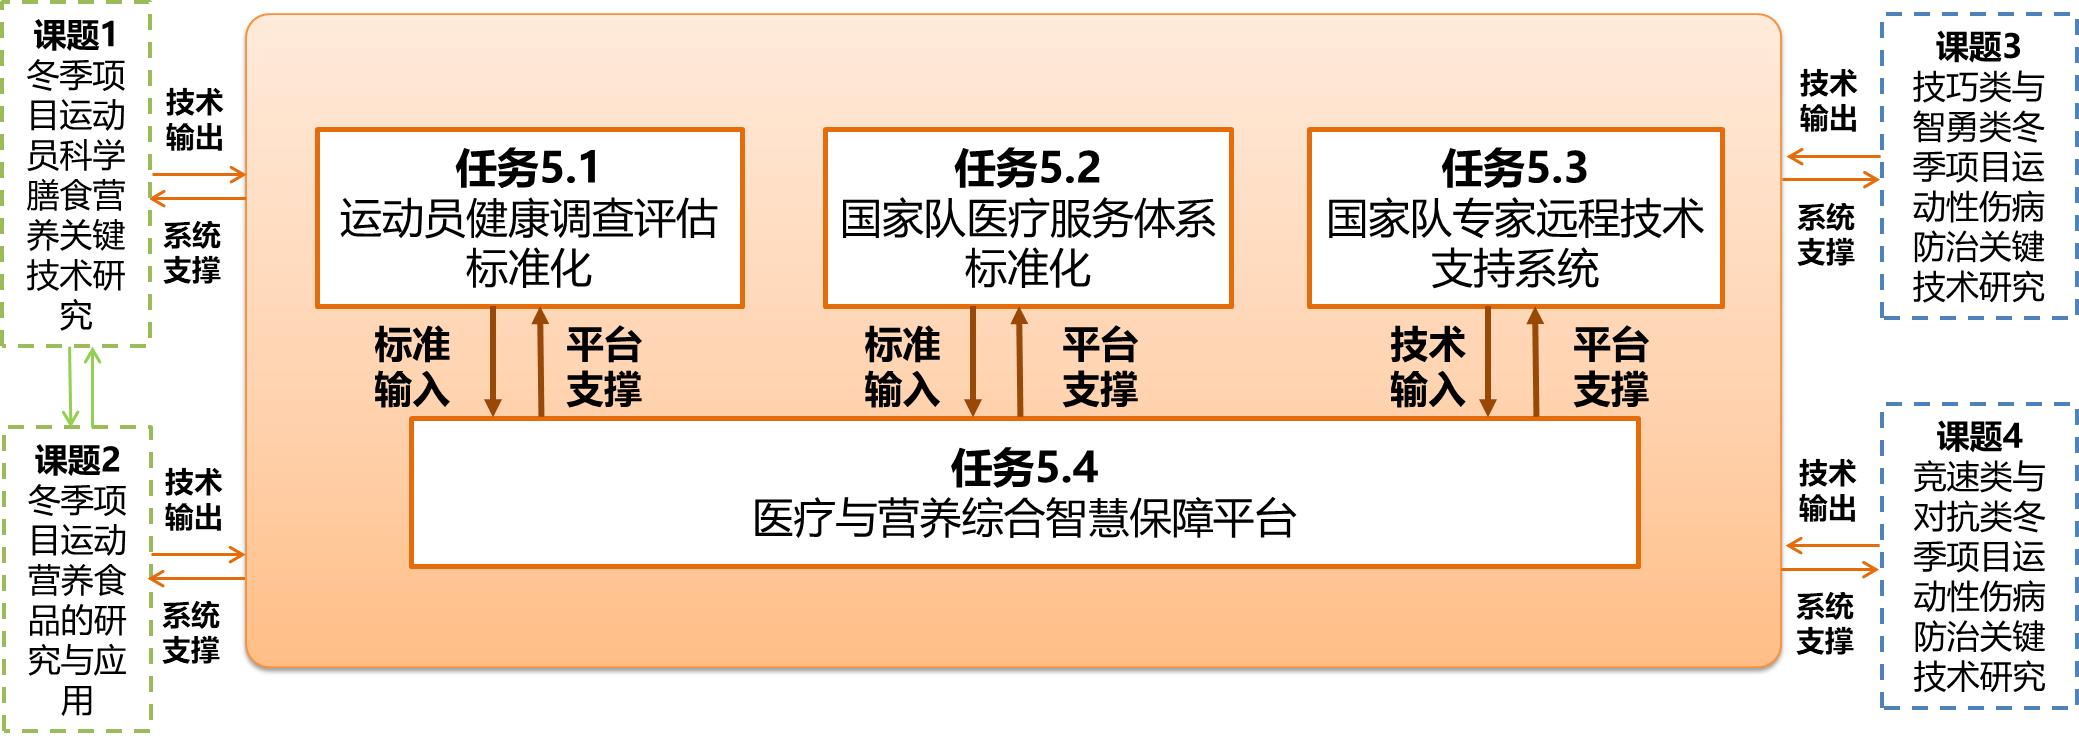 课题1
冬季项
目运动
员科学
膳食营
养关键
技术研
究
技术
输出
系统
支撑
课题2
冬季项
目运动
营养食
品的研
究与应
用
技术
输出
系统
支撑
任务5.1
运动员健康调查评估
标准化
任务5.2
国家队医疗服务体系
标准化
任务5.3
国家队专家远程技术
支持系统
标准
输入
平台
支撑
标准
输入
平台
支撑
技术
输入
平台
支撑
任务5.4
医疗与营养综合智慧保障平台
技术
输出
系统
支撑
课题3
技巧类与
智勇类冬
季项目运
动性伤病
防治关键
技术研究
技术
输出
系统
支撑
课题4
竞速类与
对抗类冬
季项目运
动性伤病
防治关键
技术研究